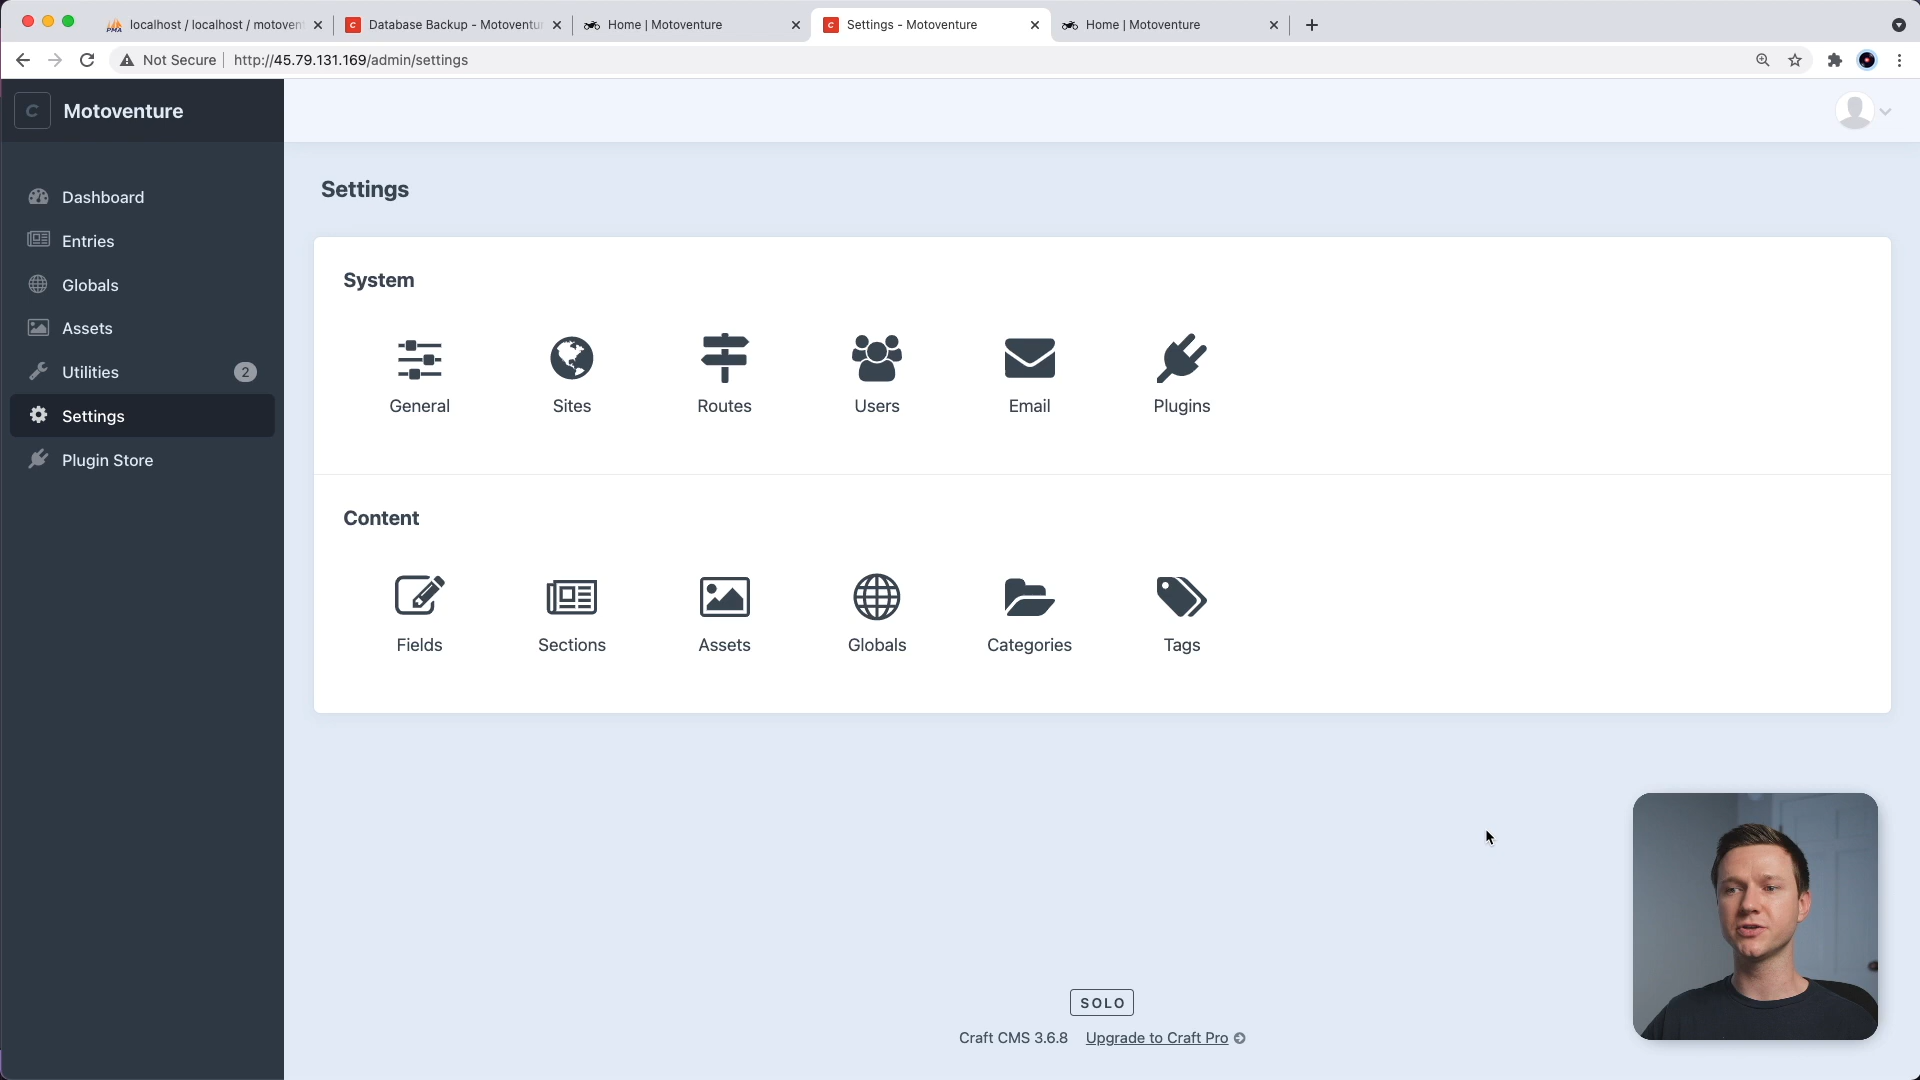 localhost / localhost / motoven
Database Backup - Motoventu
Home | Motoventure
Settings - Motoventure
Home | Motoventure
Not Secure
http://45.79.131.169/admin/settings
Motoventure
Dashboard
Entries
Globals
Assets
Utilities
2
Settings
Plugin Store
Settings
System
General
Sites
Routes
Users
Email
Plugins
Content
Fields
Sections
Assets
Globals
Categories
Tags
SOLO
Craft CMS 3.6.8
Upgrade to Craft Pro